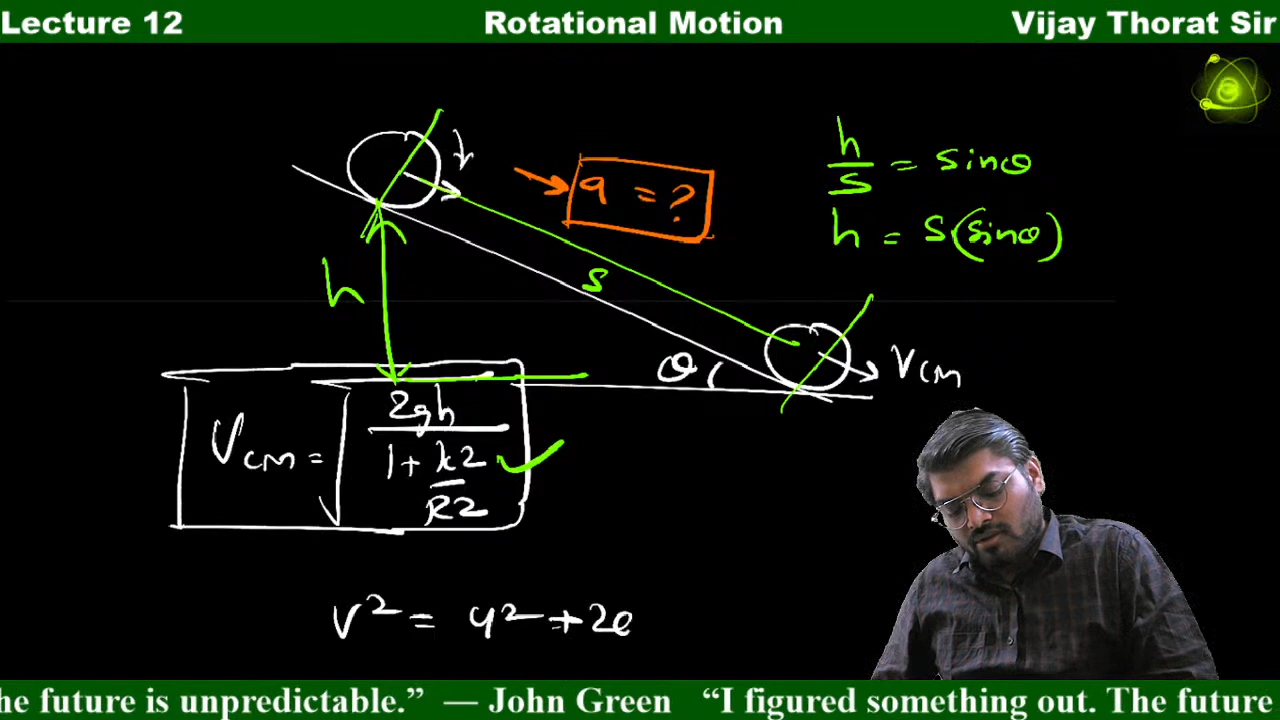 Lecture 12 Rotational Motion Vijay Thorat Sir
h/s = sinθ
a = ?
h = s(sinθ)
s
h
θ
VCM
VCM = √(2gh / (1 + k2/R2))
v2 = u2 + 2a
he future is unpredictable.” — John Green “I figured something out. The future